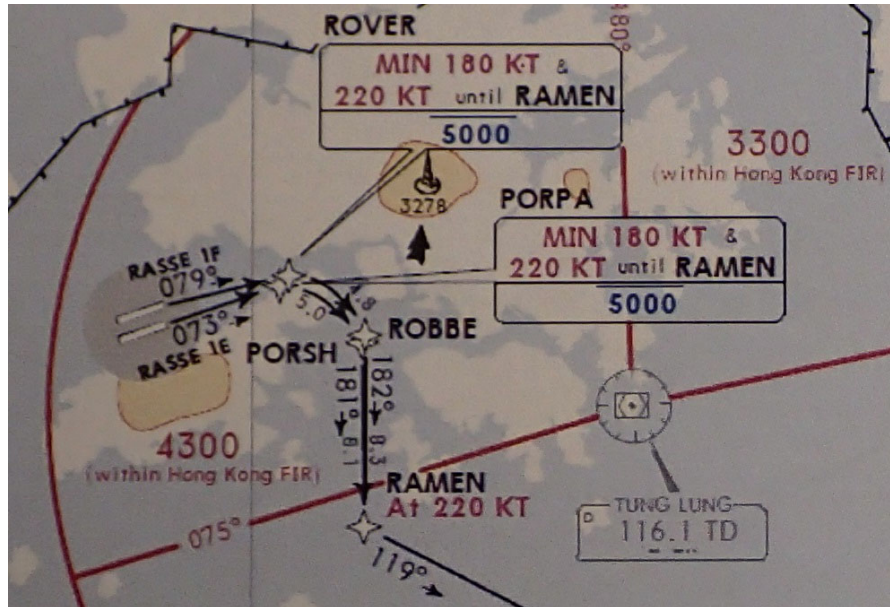 ROVER
MIN 180 KT &
220 KT until RAMEN
5000
180°
3300
(within Hong Kong FIR)
3278
PORPA
MIN 180 KT &
220 KT until RAMEN
5000
RASSE 1F
079°
073°
RASSE 1E
5.0
4.8
PORSH
ROBBE
181°
8.1
182°
8.3
4300
(within Hong Kong FIR)
RAMEN
At 220 KT
075°
119°
TUNG LUNG
D
116.1 TD